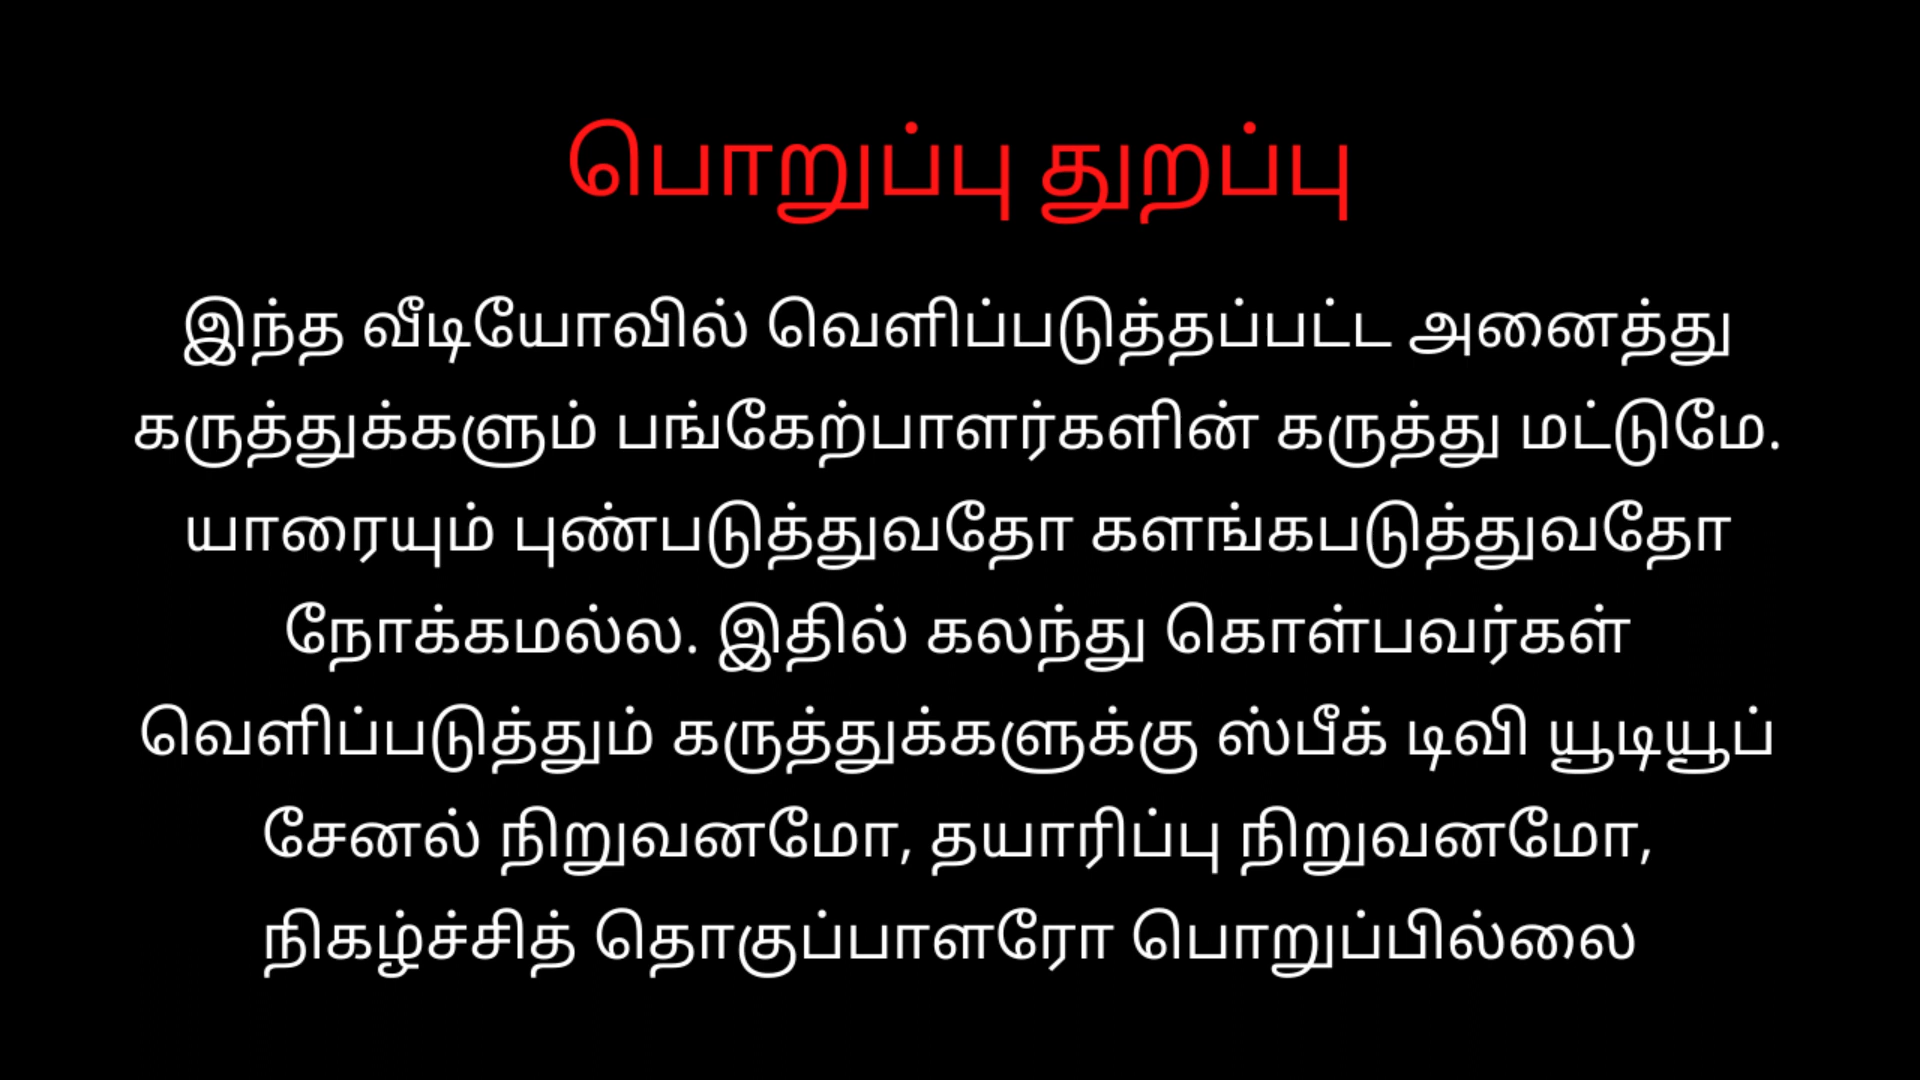 பொறுப்பு துறப்பு
இந்த வீடியோவில் வெளிப்படுத்தப்பட்ட அனைத்து
கருத்துக்களும் பங்கேற்பாளர்களின் கருத்து மட்டுமே.
யாரையும் புண்படுத்துவதோ களங்கபடுத்துவதோ
நோக்கமல்ல. இதில் கலந்து கொள்பவர்கள்
வெளிப்படுத்தும் கருத்துக்களுக்கு ஸ்பீக் டிவி யூடியூப்
சேனல் நிறுவனமோ, தயாரிப்பு நிறுவனமோ,
நிகழ்ச்சித் தொகுப்பாளரோ பொறுப்பில்லை